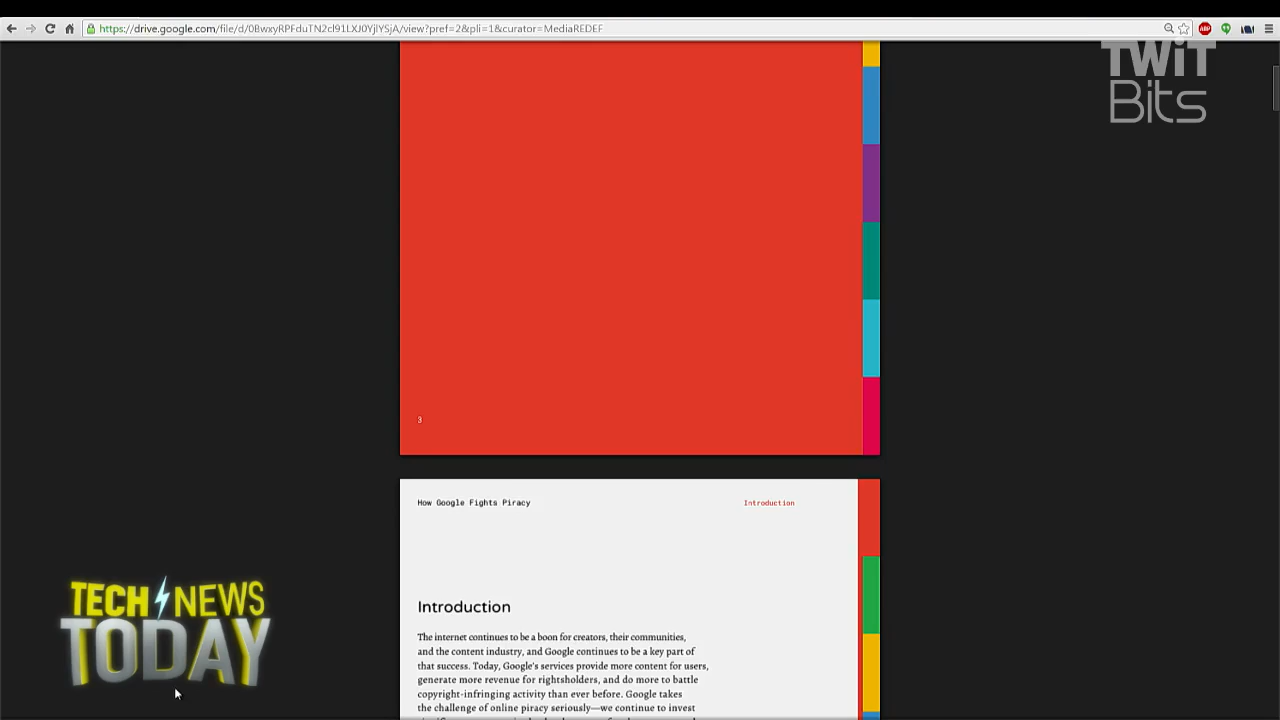 https://drive.google.com/file/d/0BwxyRPFduTN2cl91LXJ0YjlYSjA/view?pref=2&pli=1&curator=MediaREDEF
ABP
TWiT
Bits
3
How Google Fights Piracy
Introduction
Introduction
The internet continues to be a boon for creators, their communities,
and the content industry, and Google continues to be a key part of
that success. Today, Google's services provide more content for users,
generate more revenue for rightsholders, and do more to battle
copyright-infringing activity than ever before. Google takes
the challenge of online piracy seriously—we continue to invest
TECH NEWS
TODAY